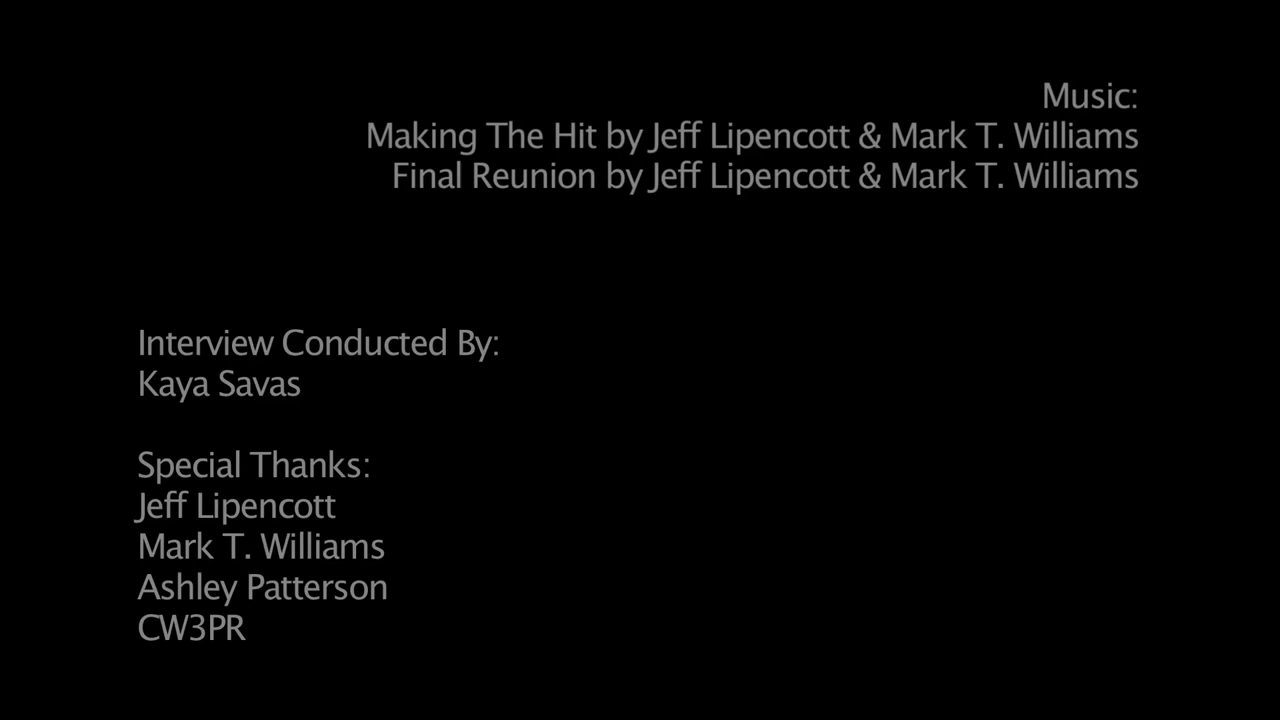 Music:
Making The Hit by Jeff Lipencott & Mark T. Williams
Final Reunion by Jeff Lipencott & Mark T. Williams
Interview Conducted By:
Kaya Savas
Special Thanks:
Jeff Lipencott
Mark T. Williams
Ashley Patterson
CW3PR